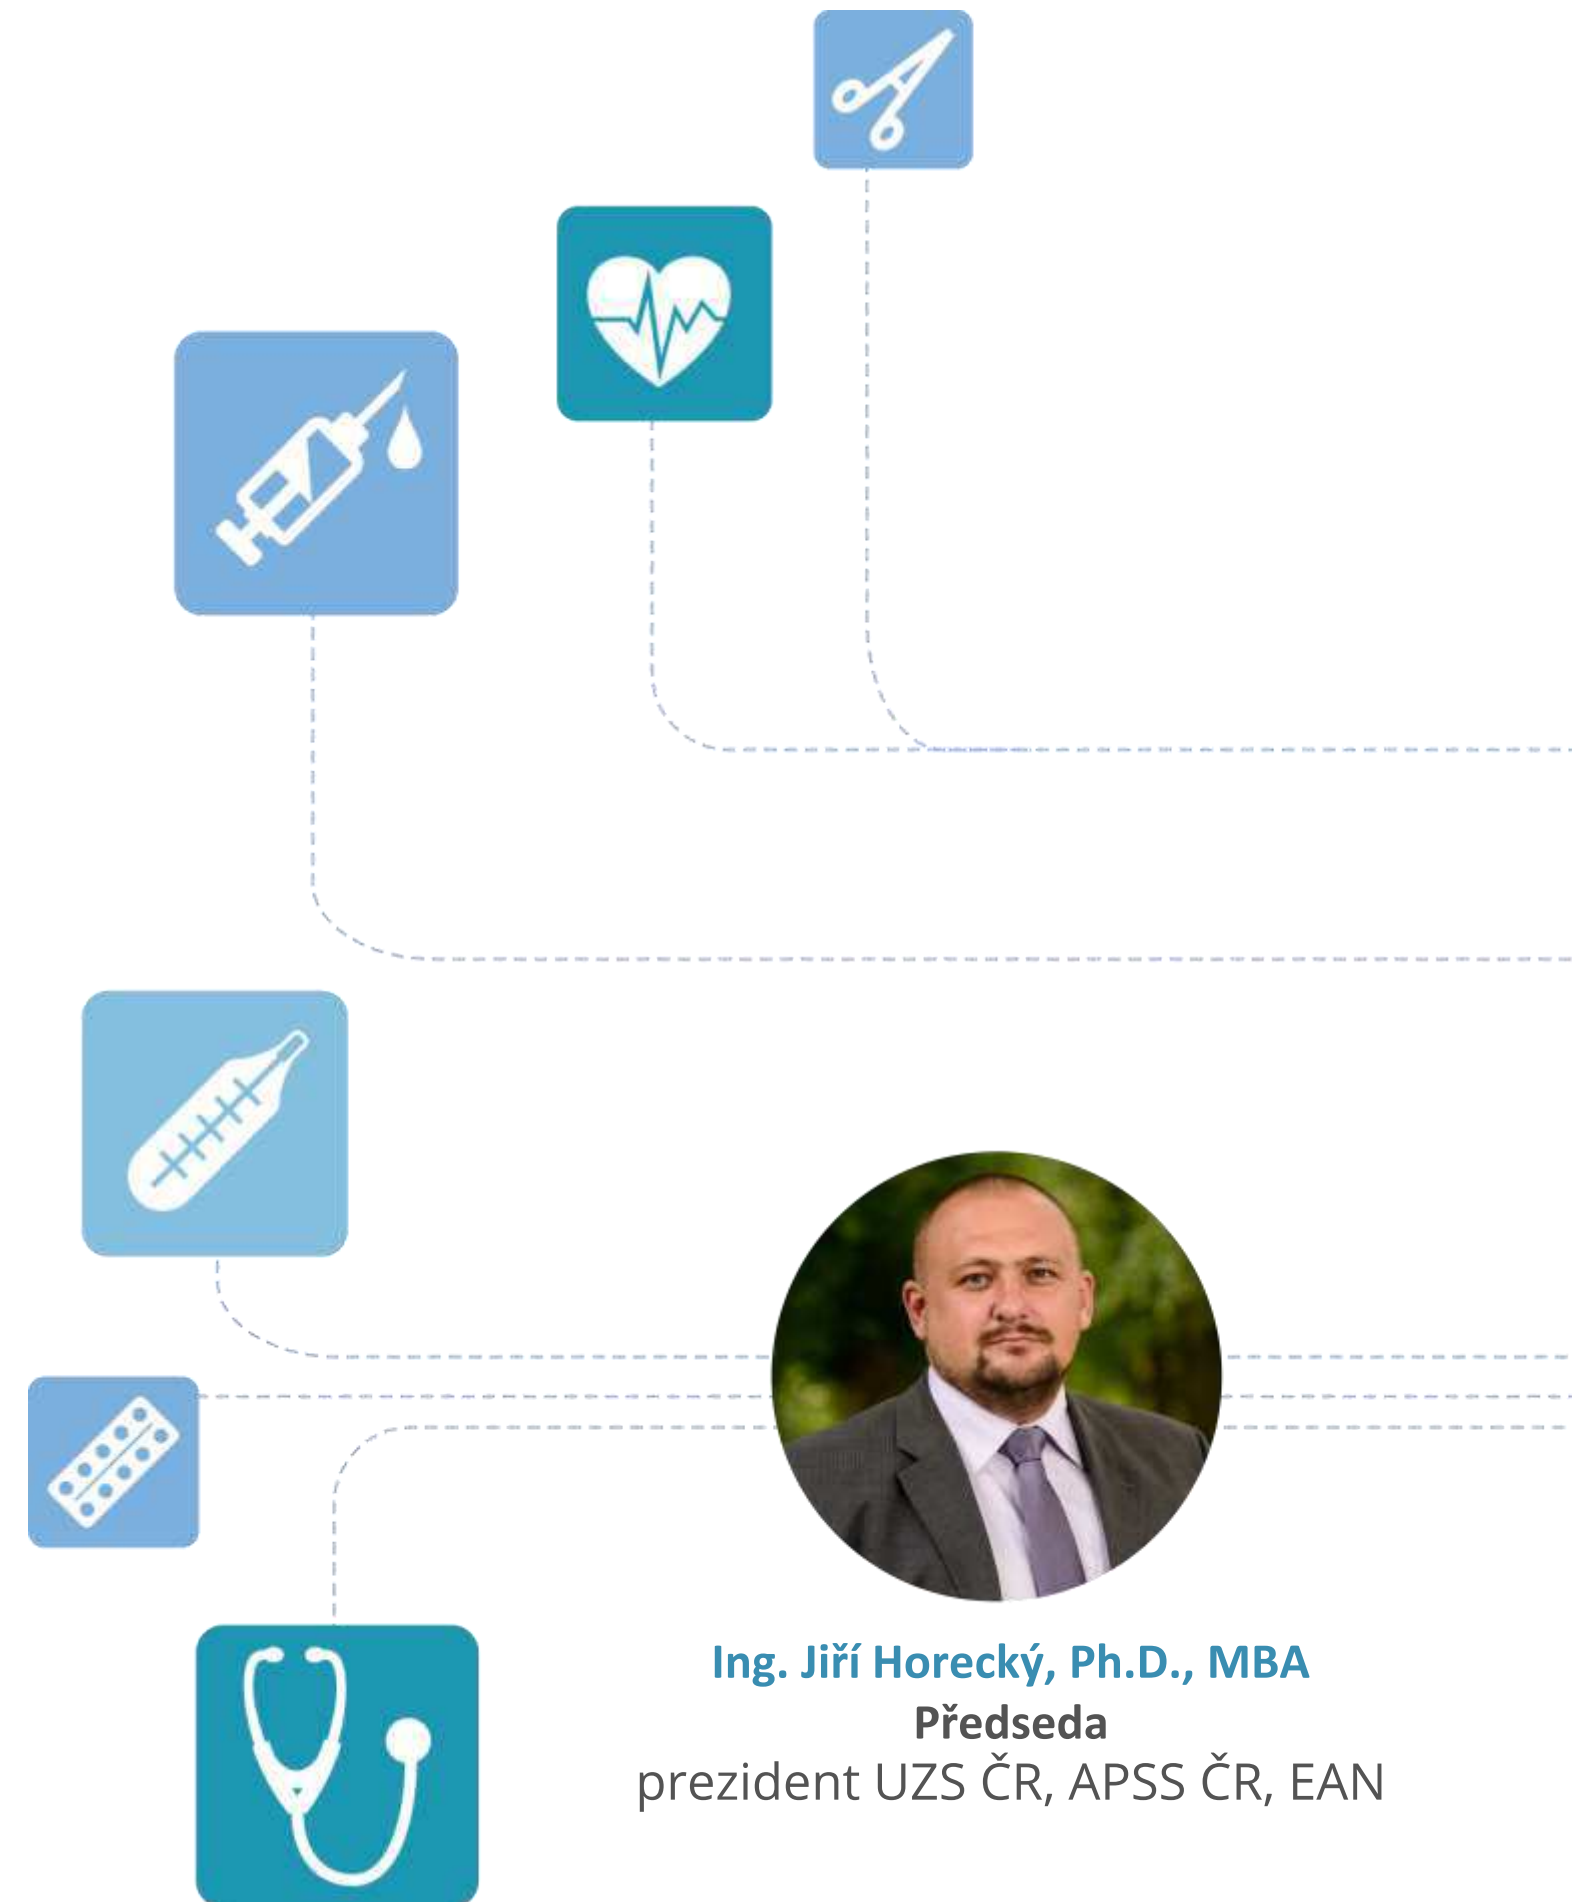 Ing. Jiří Horecký, Ph.D., MBA
Předseda
prezident UZS ČR, APSS ČR, EAN